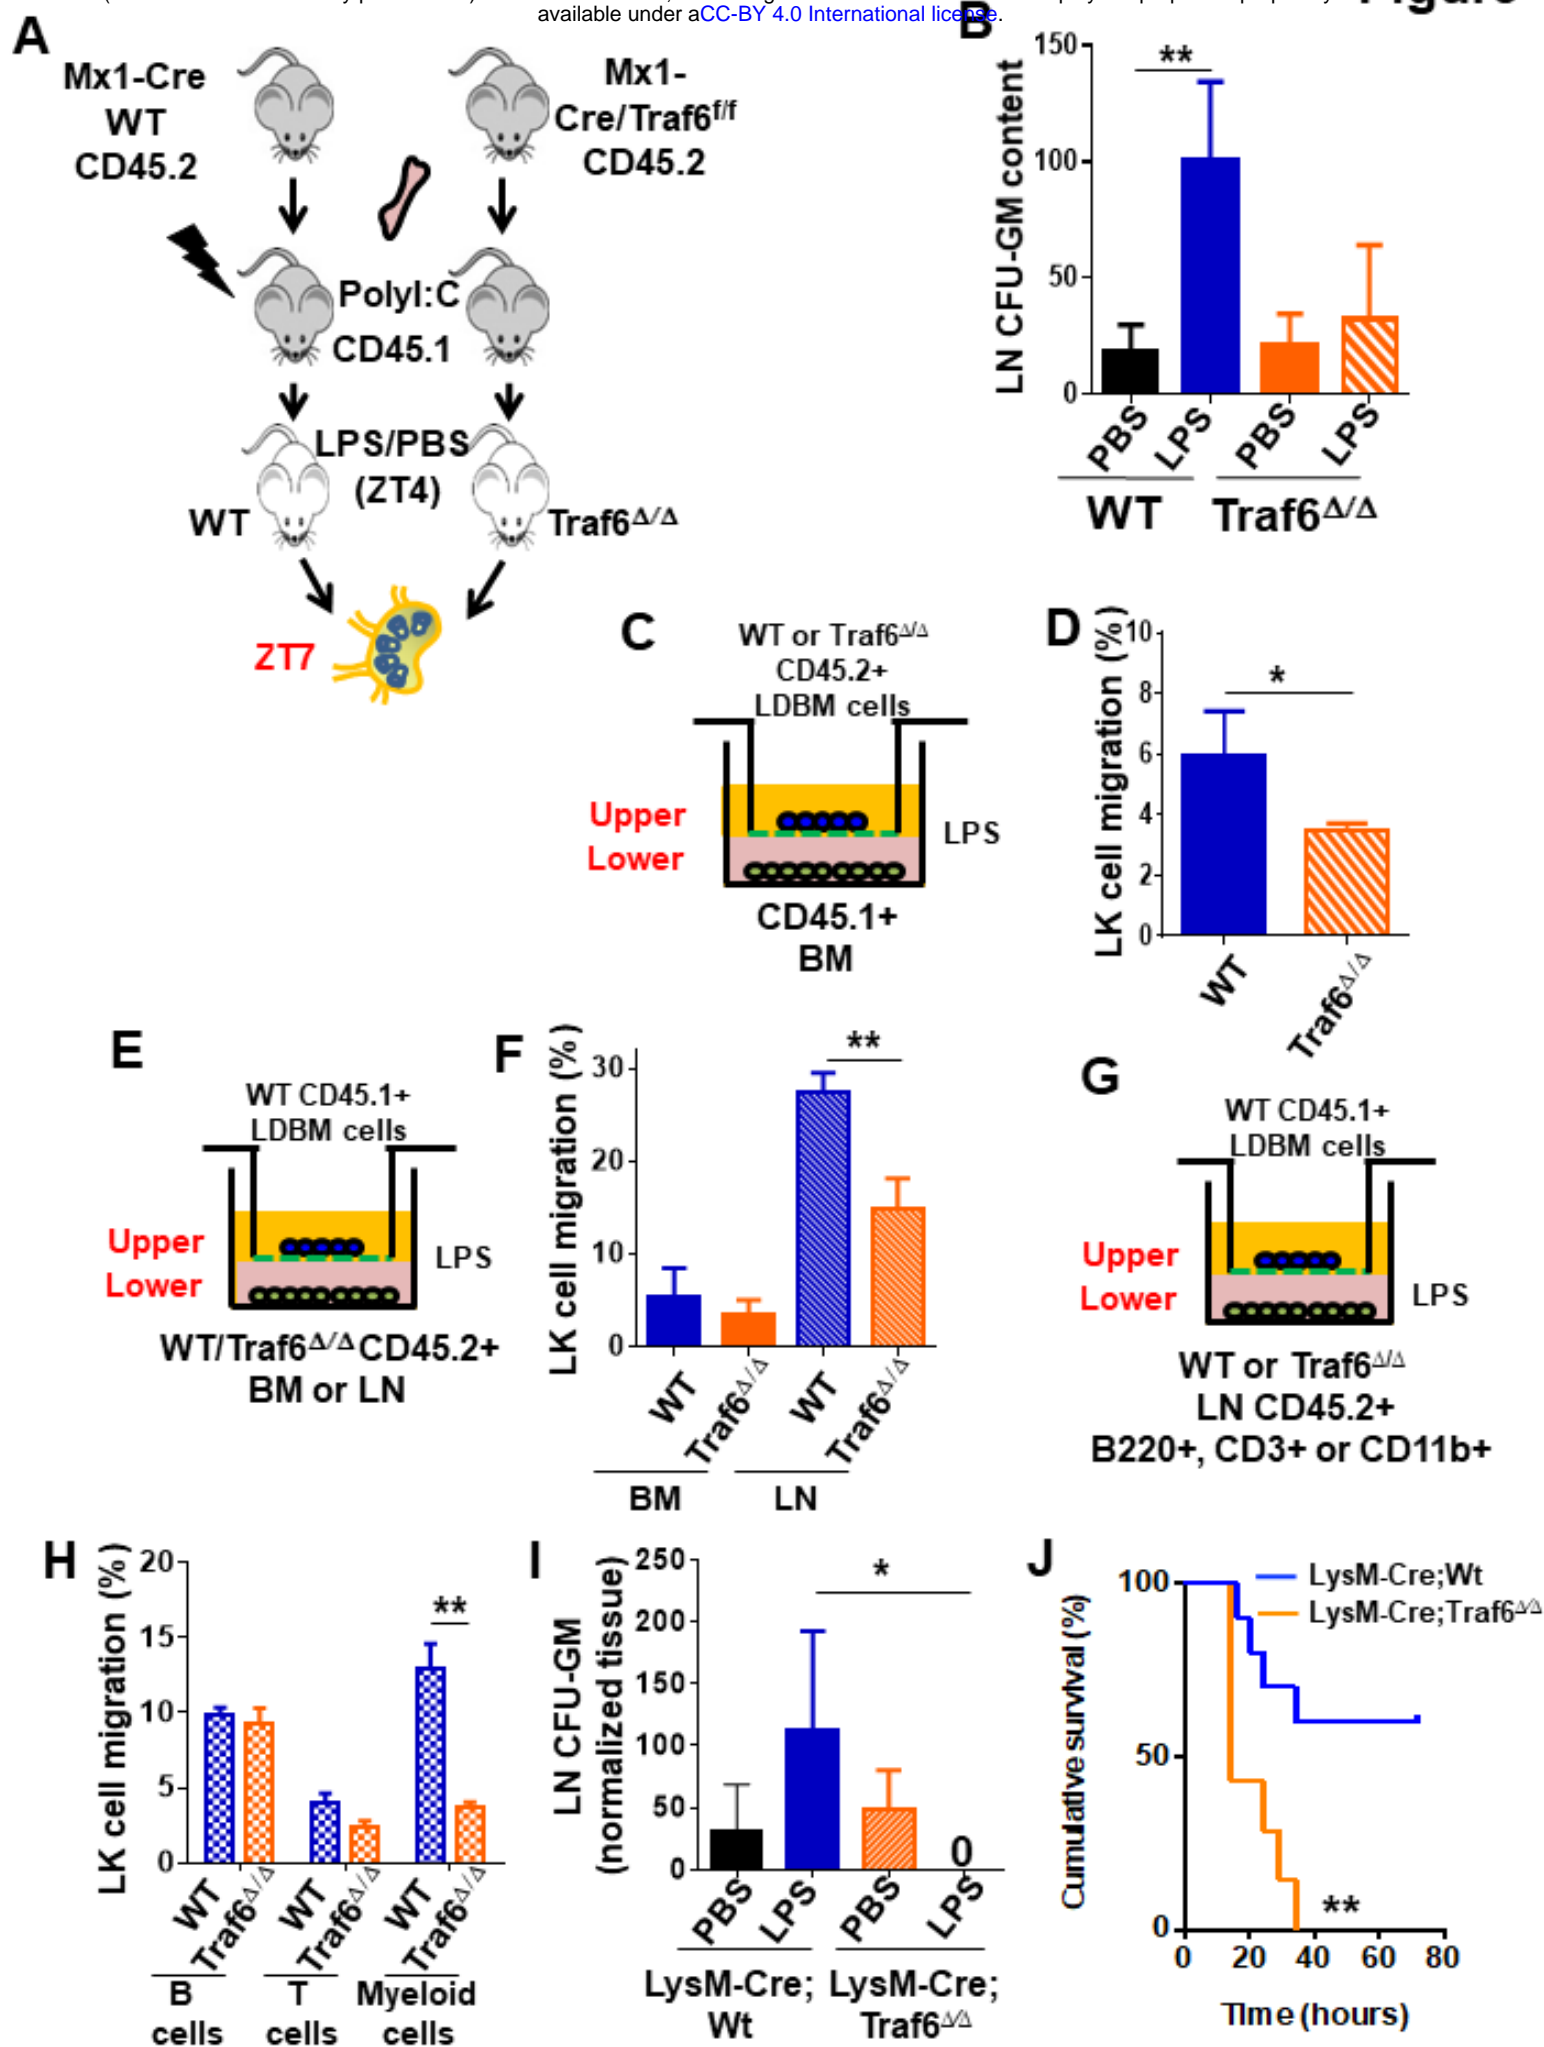 available under aCC-BY 4.0 International license.
A
Mx1-Cre
WT
CD45.2
Mx1-
Cre/Traf6f/f
CD45.2
PolyI:C
CD45.1
LPS/PBS
(ZT4)
WT
Traf6Δ/Δ
ZT7
B
LN CFU-GM content
150
100
50
0
**
PBS
LPS
PBS
LPS
WT
Traf6Δ/Δ
C
WT or Traf6Δ/Δ
CD45.2+
LDBM cells
Upper
Lower
LPS
CD45.1+
BM
D
LK cell migration (%)
10
8
6
4
2
0
*
WT
Traf6Δ/Δ
E
WT CD45.1+
LDBM cells
Upper
Lower
LPS
WT/Traf6Δ/Δ CD45.2+
BM or LN
F
LK cell migration (%)
30
20
10
0
**
WT
Traf6Δ/Δ
WT
Traf6Δ/Δ
BM
LN
G
WT CD45.1+
LDBM cells
Upper
Lower
LPS
WT or Traf6Δ/Δ
LN CD45.2+
B220+, CD3+ or CD11b+
H
LK cell migration (%)
20
15
10
5
0
**
WT
Traf6Δ/Δ
WT
Traf6Δ/Δ
WT
Traf6Δ/Δ
B
cells
T
cells
Myeloid
cells
I
LN CFU-GM
(normalized tissue)
250
200
150
100
50
0
*
0
PBS
LPS
PBS
LPS
LysM-Cre;
Wt
LysM-Cre;
Traf6Δ/Δ
J
Cumulative survival (%)
100
50
0
LysM-Cre;Wt
LysM-Cre;Traf6Δ/Δ
**
0
20
40
60
80
Time (hours)